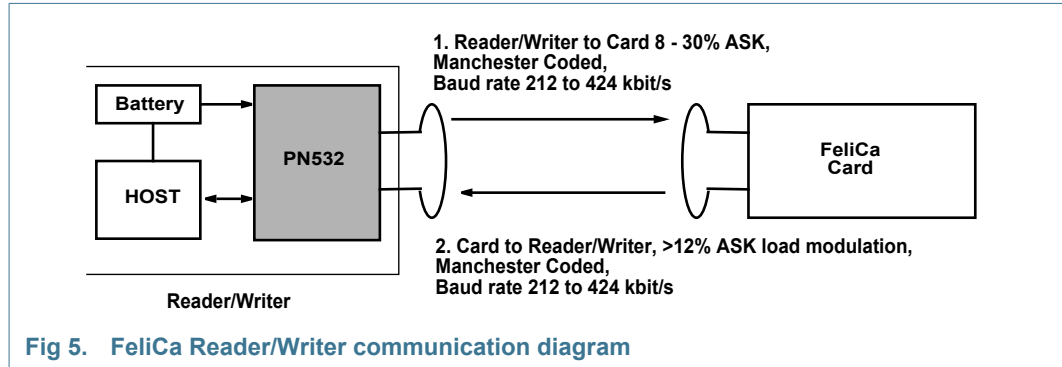 1. Reader/Writer to Card 8 - 30% ASK,
Manchester Coded,
Baud rate 212 to 424 kbit/s
Battery
PN532
HOST
FeliCa
Card
2. Card to Reader/Writer, >12% ASK load modulation,
Manchester Coded,
Baud rate 212 to 424 kbit/s
Reader/Writer
Fig 5. FeliCa Reader/Writer communication diagram